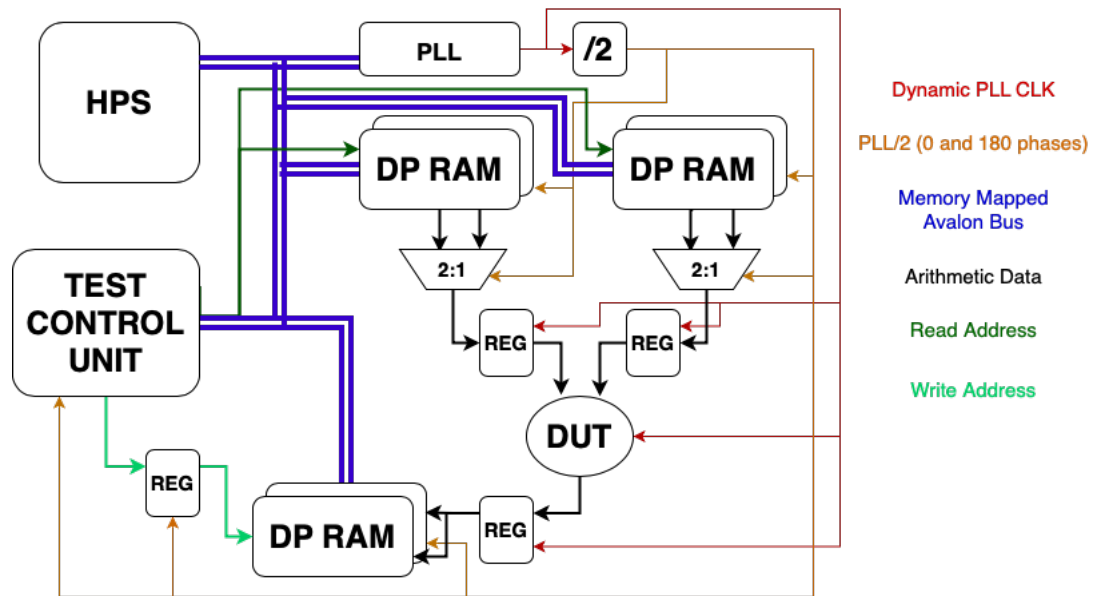 PLL
/2
HPS
Dynamic PLL CLK
PLL/2 (0 and 180 phases)
DP RAM
DP RAM
Memory Mapped
Avalon Bus
2:1
2:1
Arithmetic Data
TEST
CONTROL
UNIT
REG
REG
Read Address
Write Address
DUT
REG
REG
DP RAM